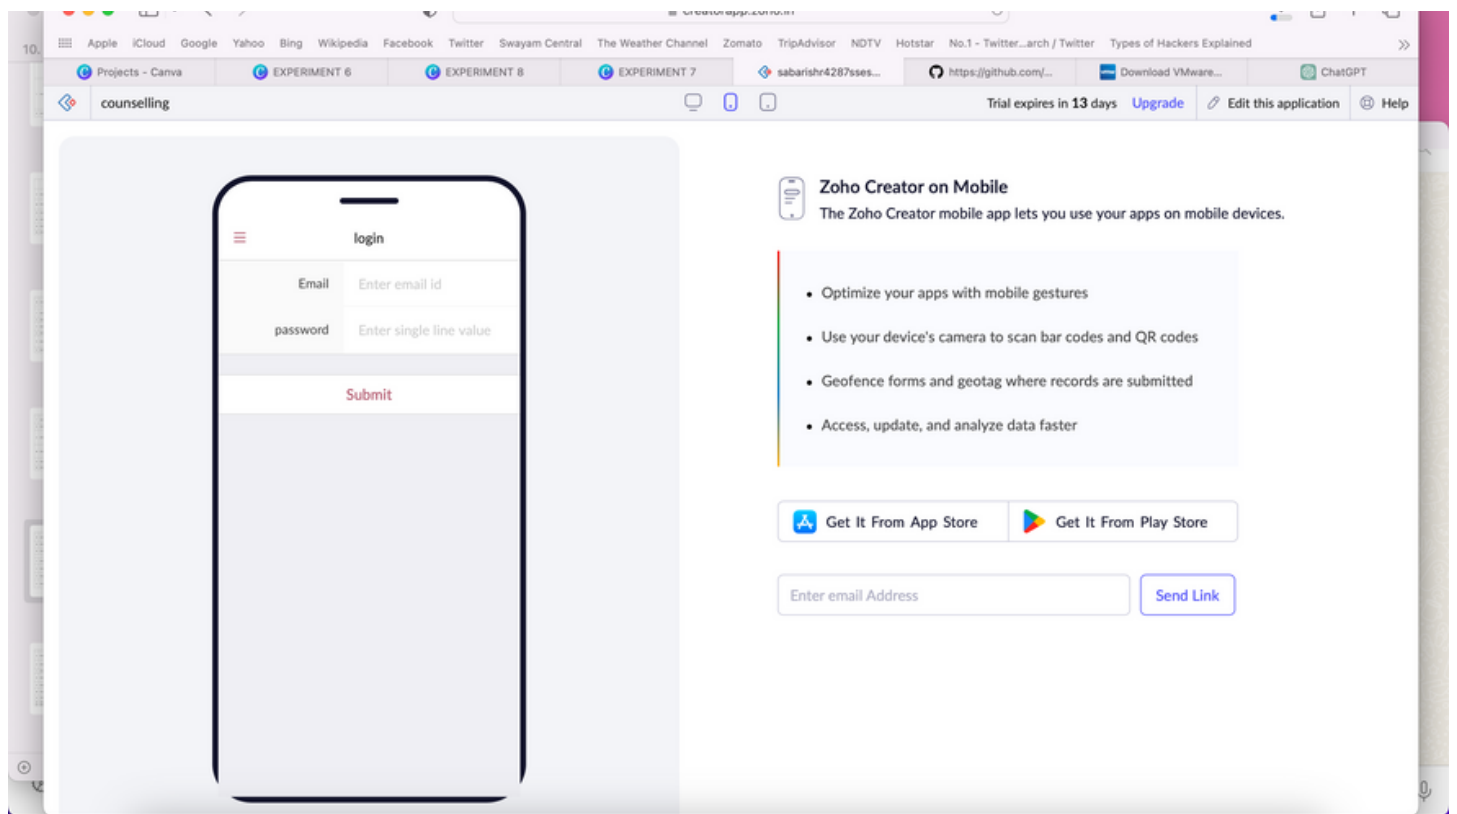 creatorapp.zoho.in
10.
Apple iCloud Google Yahoo Bing Wikipedia Facebook Twitter Swayam Central The Weather Channel Zomato TripAdvisor NDTV Hotstar No.1 - Twitter...arch / Twitter Types of Hackers Explained
Projects - Canva EXPERIMENT 6 EXPERIMENT 8 EXPERIMENT 7 sabarishr4287sses... https://github.com/... Download VMware... ChatGPT
counselling Trial expires in 13 days Upgrade Edit this application Help
login
Email Enter email id
password Enter single line value
Submit
Zoho Creator on Mobile
The Zoho Creator mobile app lets you use your apps on mobile devices.
• Optimize your apps with mobile gestures
• Use your device's camera to scan bar codes and QR codes
• Geofence forms and geotag where records are submitted
• Access, update, and analyze data faster
Get It From App Store Get It From Play Store
Enter email Address Send Link